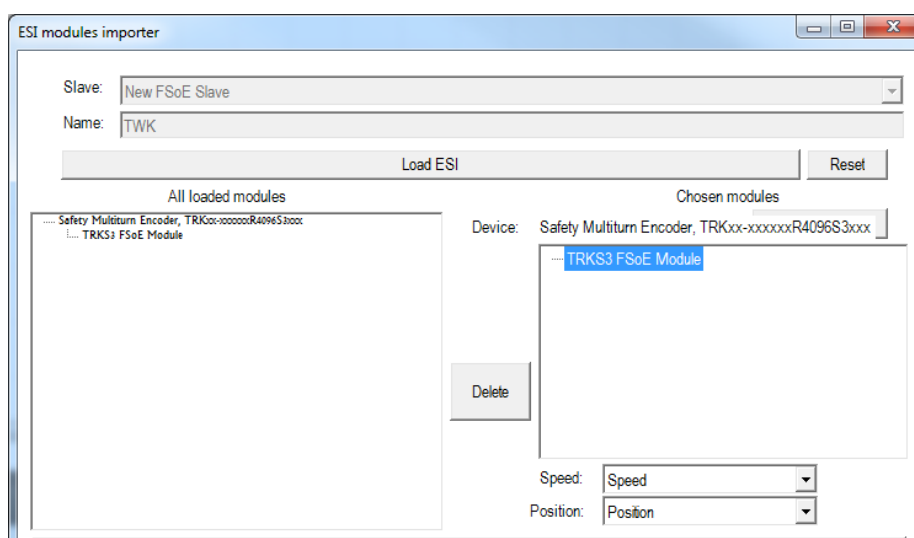 ESI modules importer
Slave: New FSoE Slave
Name: TWK
Load ESI Reset
All loaded modules Chosen modules
Safety Multiturn Encoder, TRKxx-xxxxxxR4096S3xxx
TRKS3 FSoE Module
Device: Safety Multiturn Encoder, TRKxx-xxxxxxR4096S3xxx
TRKS3 FSoE Module
Delete
Speed: Speed
Position: Position